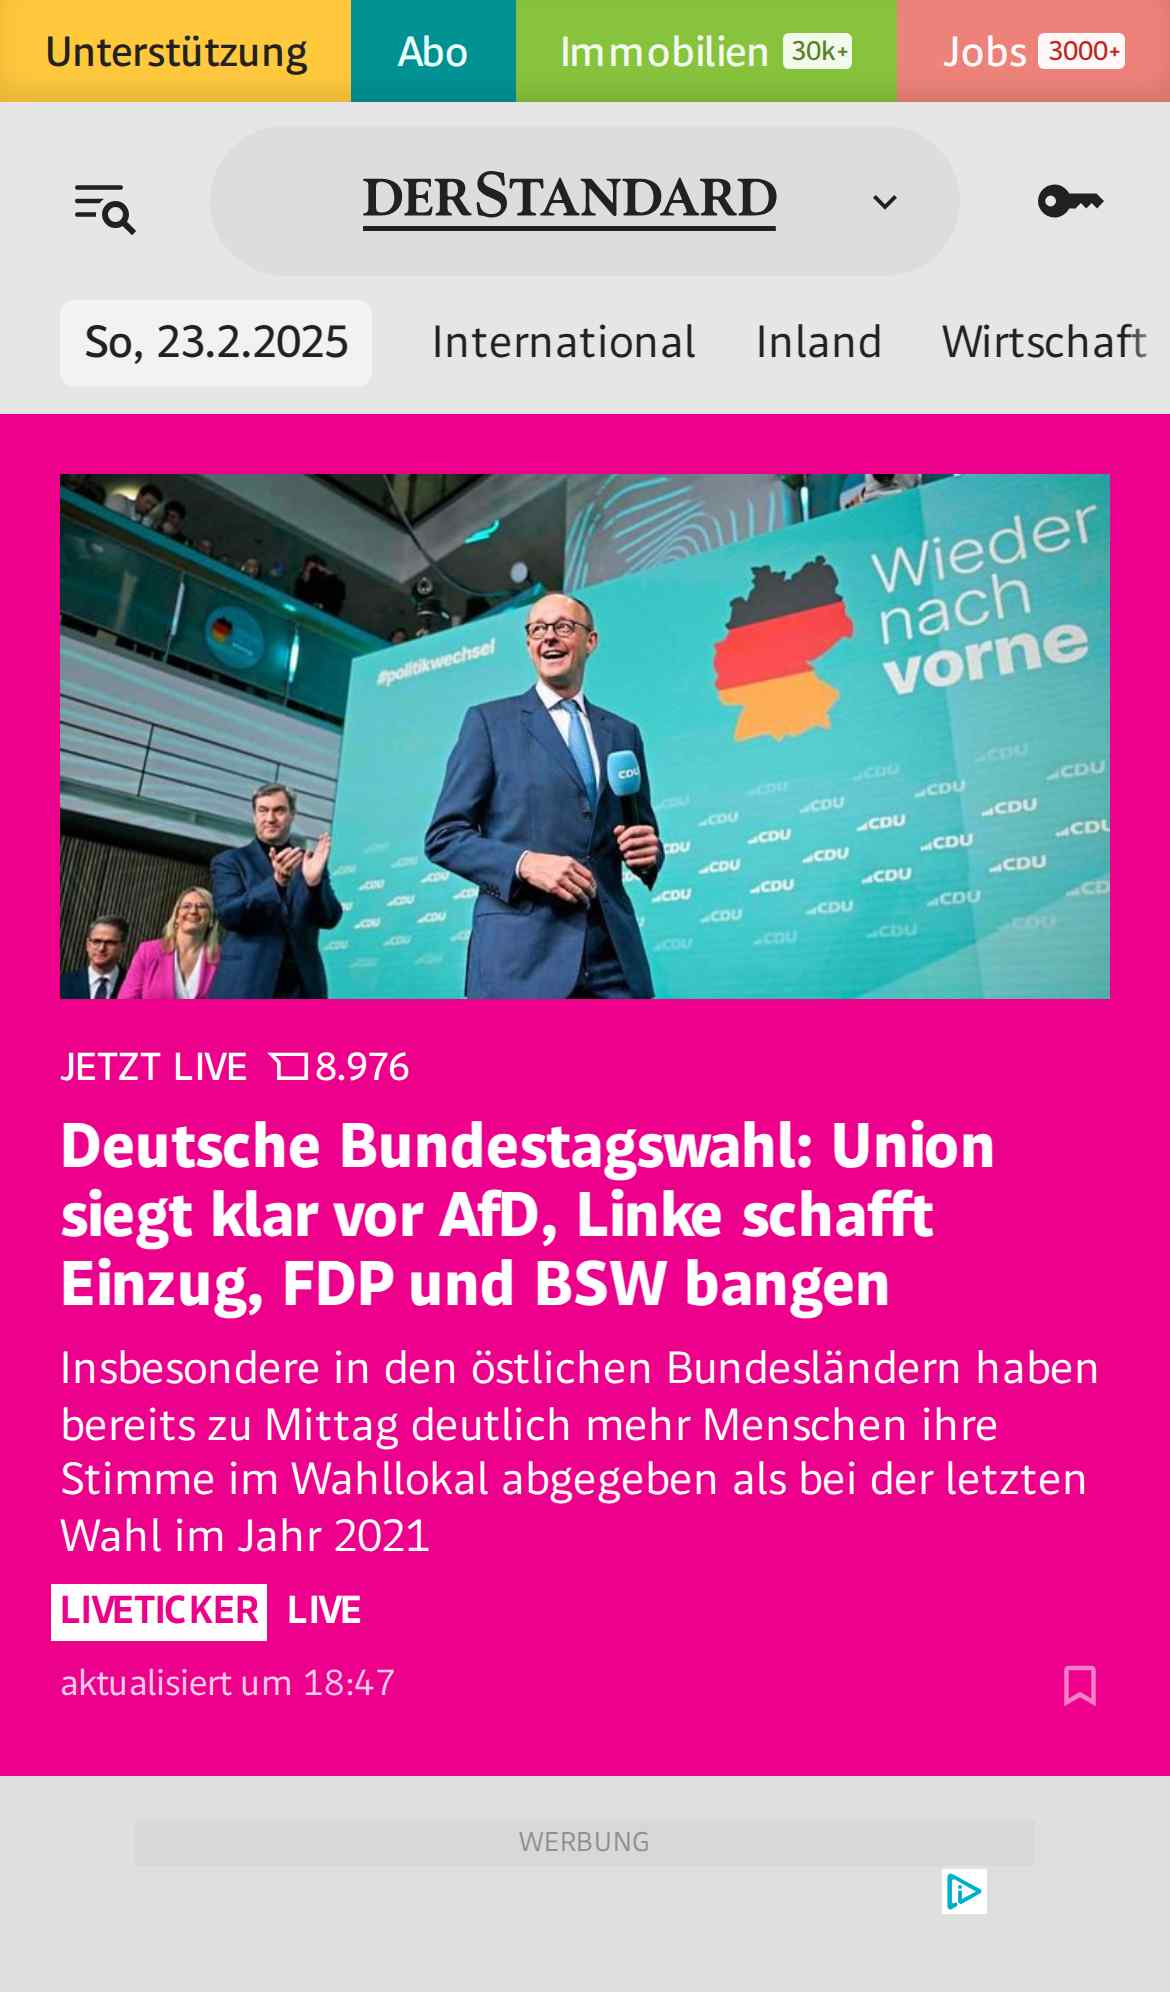 Unterstützung Abo Immobilien 30k+ Jobs 3000+
DERSTANDARD
So, 23.2.2025 International Inland Wirtschaft
Wieder
nach
vorne
#politikwechsel
CDU
JETZT LIVE 8.976
Deutsche Bundestagswahl: Union
siegt klar vor AfD, Linke schafft
Einzug, FDP und BSW bangen
Insbesondere in den östlichen Bundesländern haben
bereits zu Mittag deutlich mehr Menschen ihre
Stimme im Wahllokal abgegeben als bei der letzten
Wahl im Jahr 2021
LIVETICKER LIVE
aktualisiert um 18:47
WERBUNG